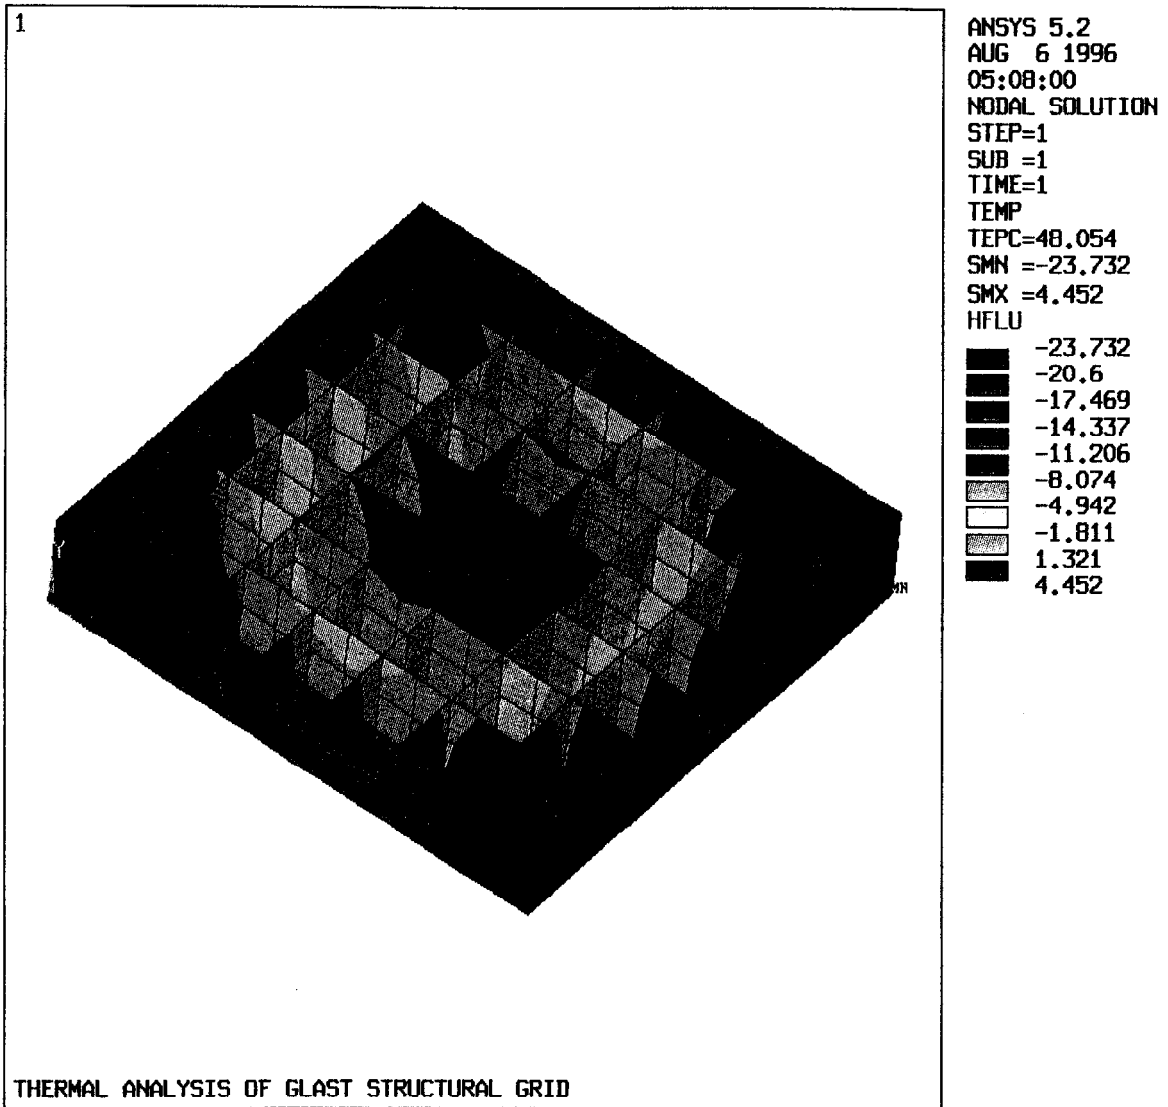 1
ANSYS 5.2
AUG 6 1996
05:08:00
NODAL SOLUTION
STEP=1
SUB =1
TIME=1
TEMP
TEPC=48.054
SMN =-23.732
SMX =4.452
HFLU
-23.732
-20.6
-17.469
-14.337
-11.206
-8.074
-4.942
-1.811
1.321
4.452
Y
MN
THERMAL ANALYSIS OF GLAST STRUCTURAL GRID